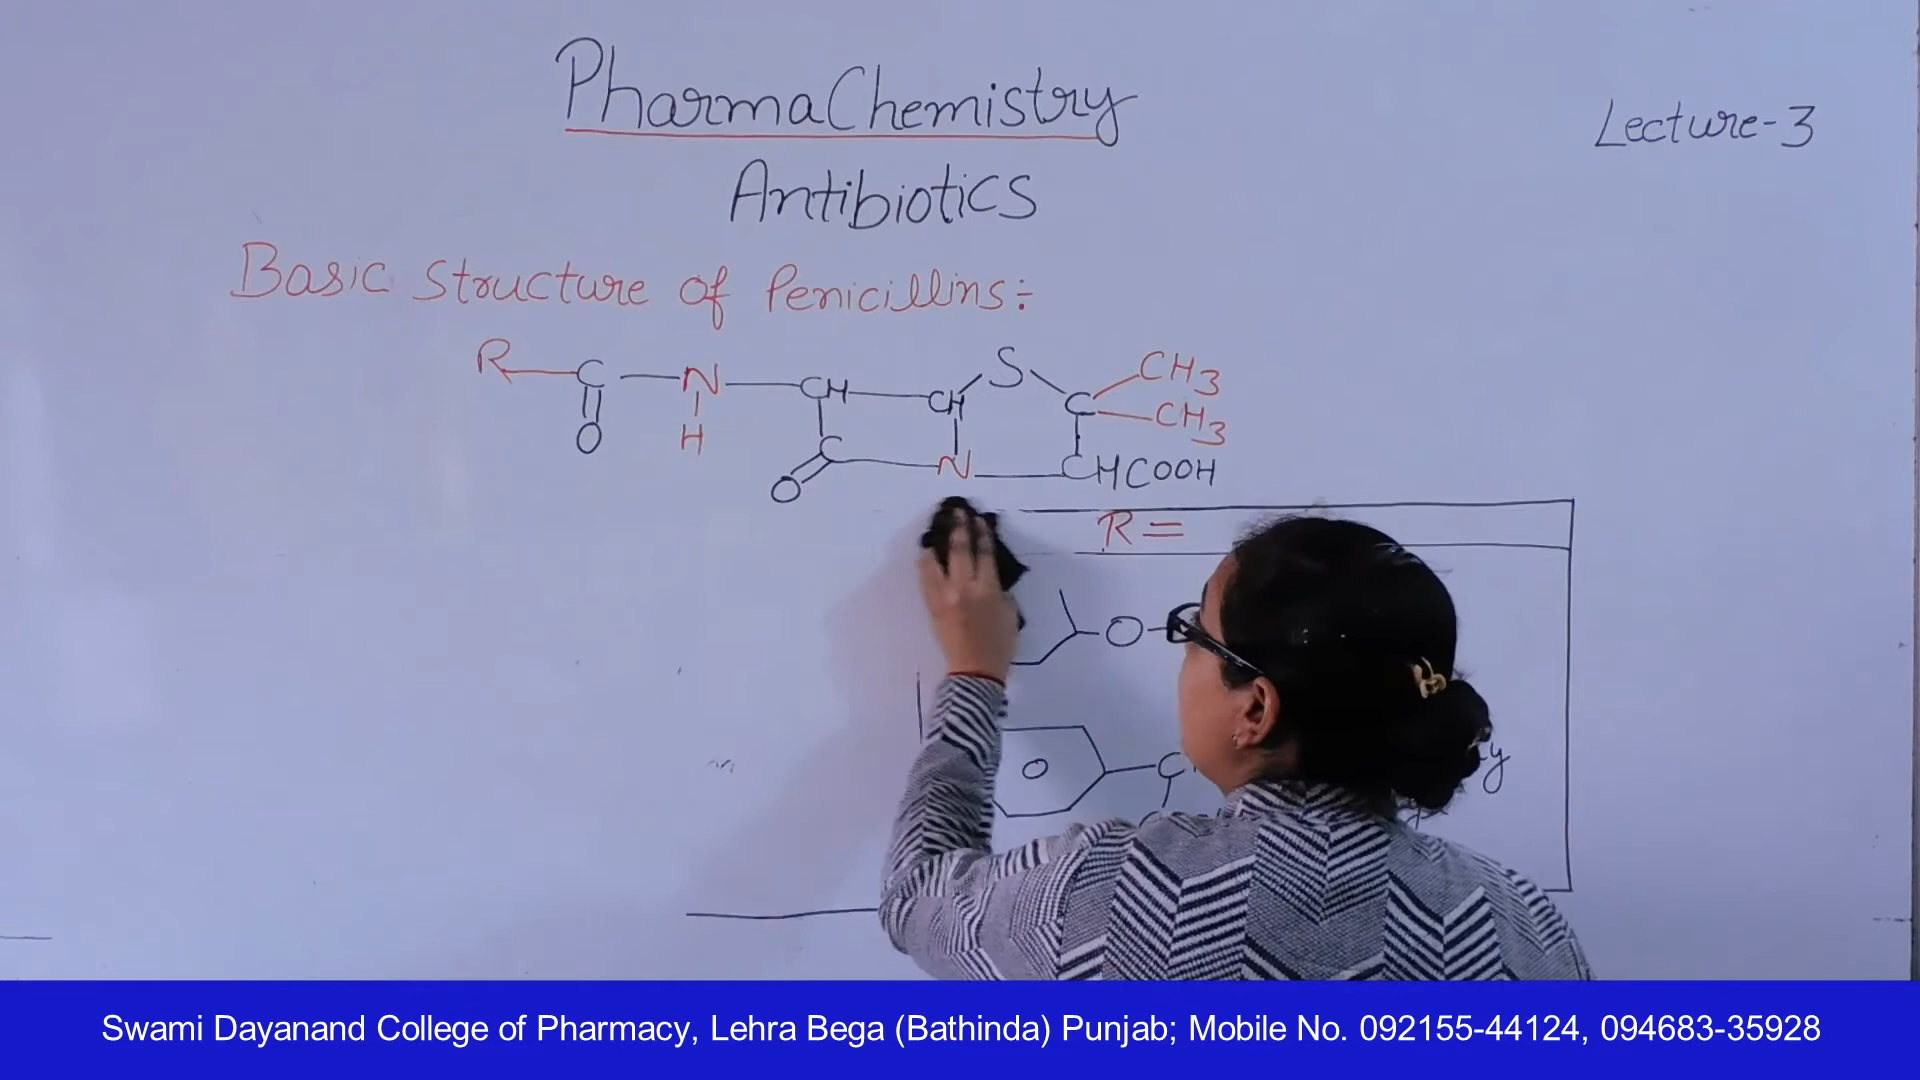 PharmaChemistry
Lecture-3
Antibiotics
Basic Structure of Penicillins:
R—C—N—CH—CH S C CH3
CH3
O H C N CHCOOH
O
R =
O
C
Swami Dayanand College of Pharmacy, Lehra Bega (Bathinda) Punjab; Mobile No. 092155-44124, 094683-35928